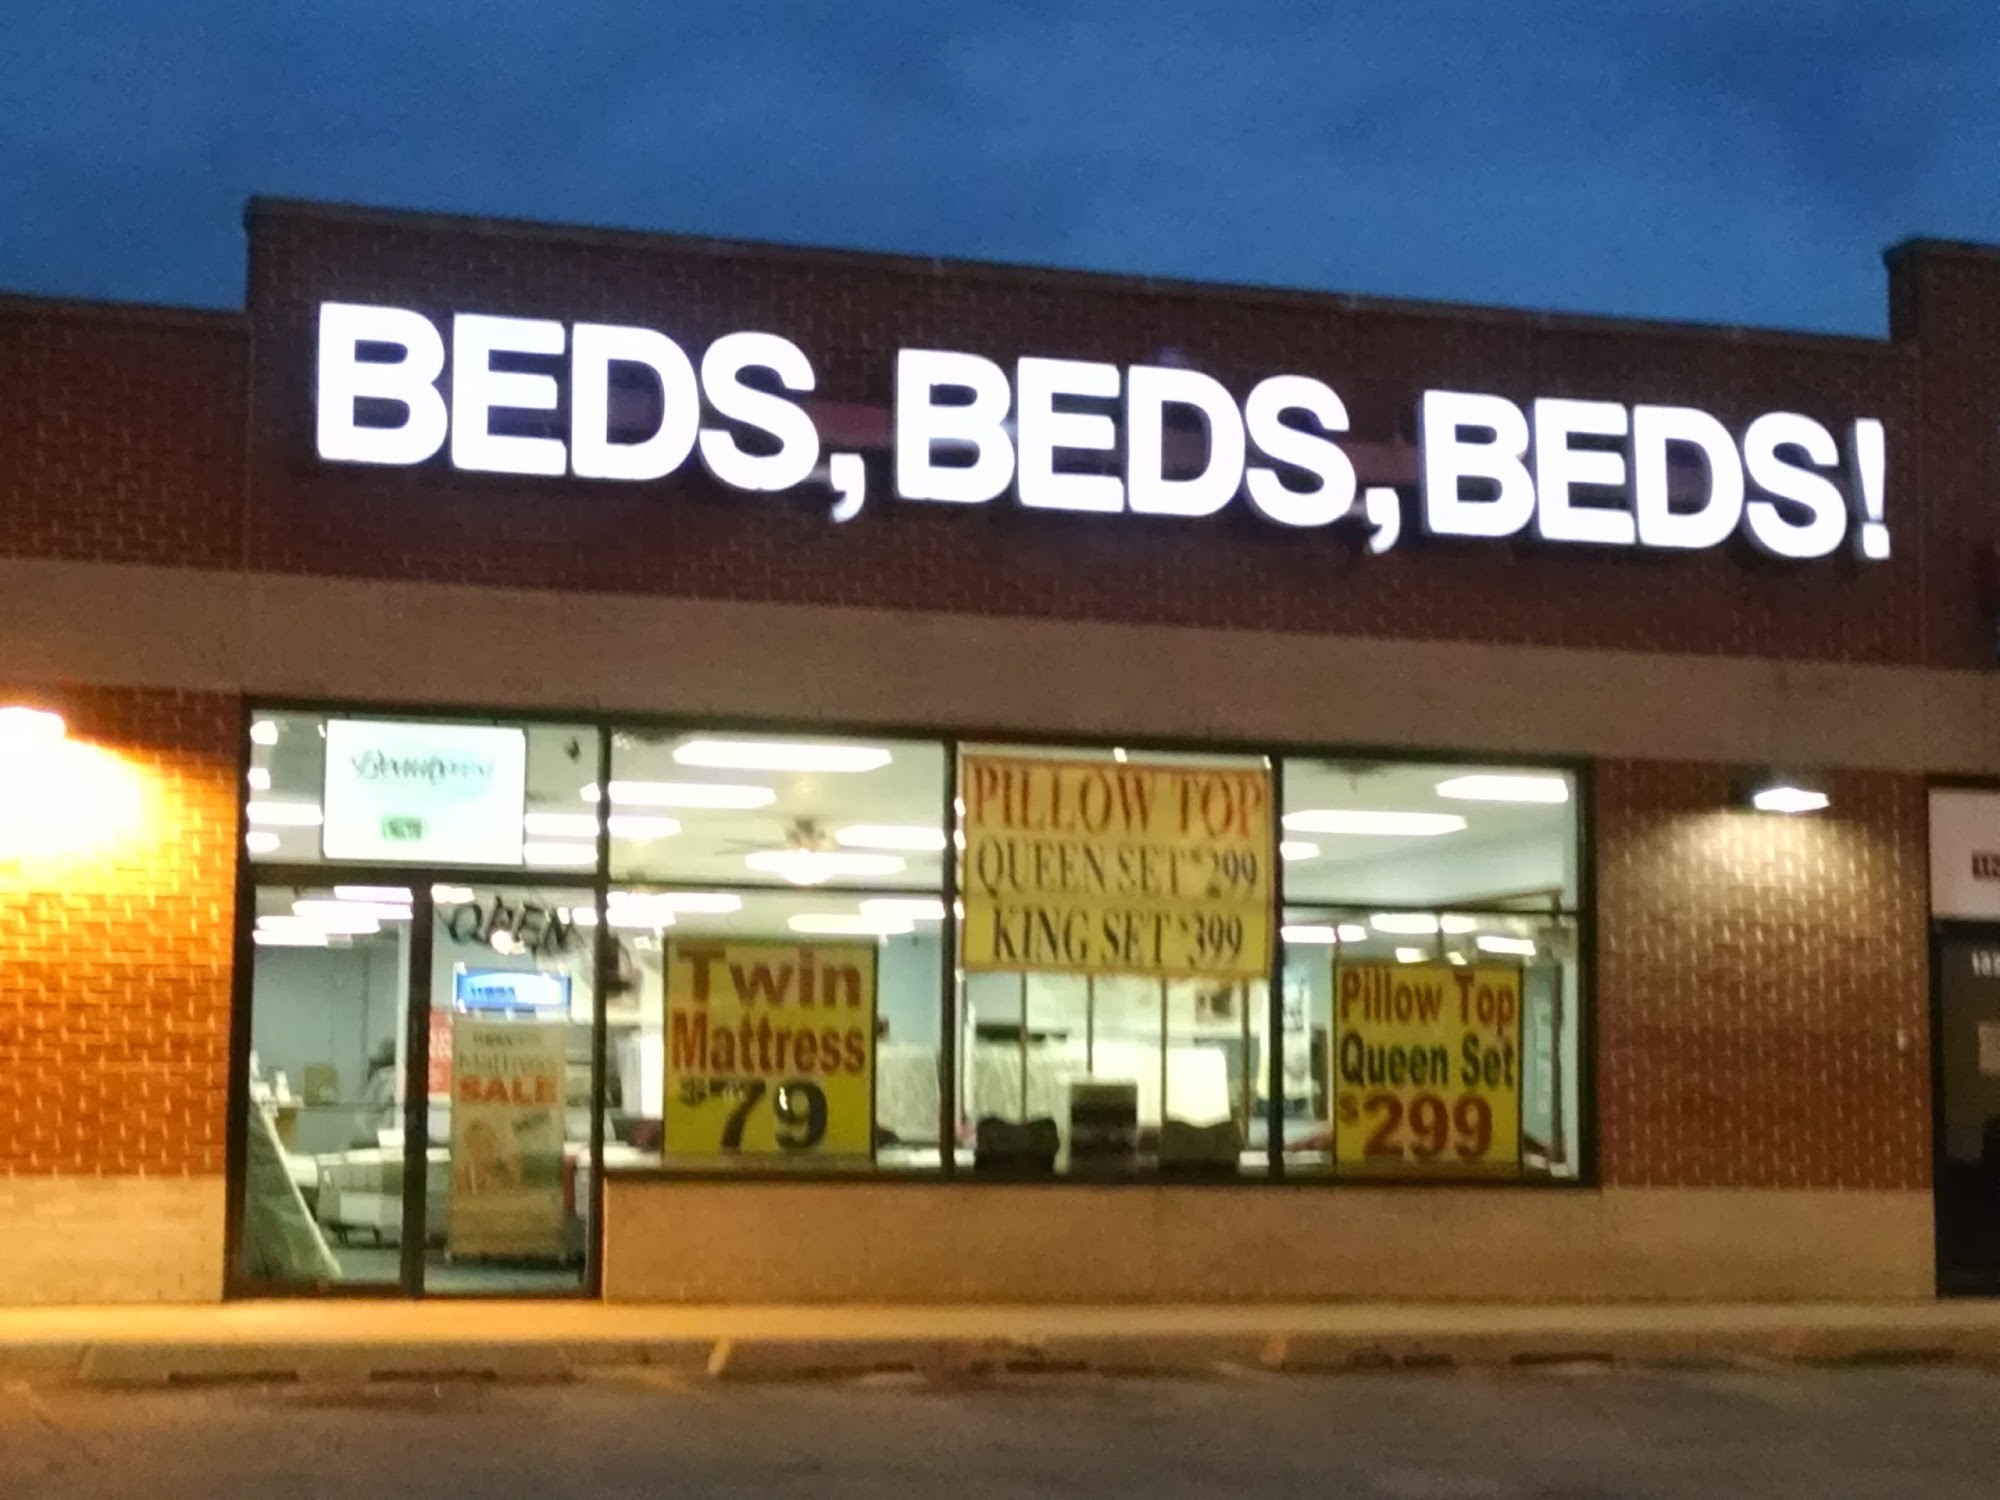 BEDS, BEDS, BEDS!
OPEN
Mattress
SALE
Twin
Mattress
$79
PILLOW TOP
QUEEN SET $299
KING SET $399
Pillow Top
Queen Set
$299